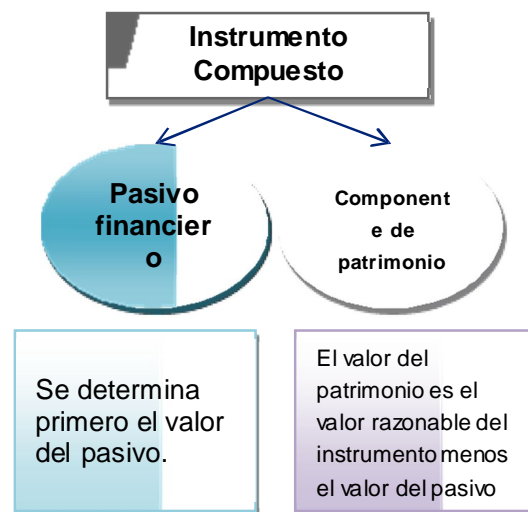 Instrumento
Compuesto
Pasivo
financier
o
Component
e de
patrimonio
Se determina
primero el valor
del pasivo.
El valor del
patrimonio es el
valor razonable del
instrumento menos
el valor del pasivo